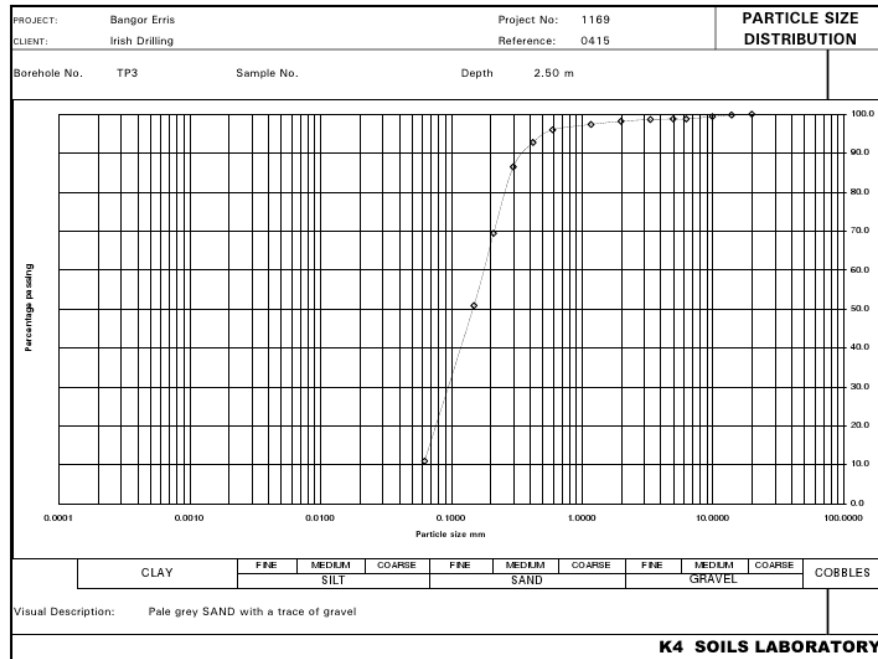 PROJECT: Bangor Erris Project No: 1169 PARTICLE SIZE
CLIENT: Irish Drilling Reference: 0415 DISTRIBUTION
Borehole No. TP3 Sample No. Depth 2.50 m
100.0
90.0
80.0
70.0
60.0
50.0
40.0
30.0
20.0
10.0
0.0
Percentage passing
0.0001 0.0010 0.0100 0.1000 1.0000 10.0000 100.0000
Particle size mm
CLAY FINE MEDIUM COARSE FINE MEDIUM COARSE FINE MEDIUM COARSE COBBLES
SILT SAND GRAVEL
Visual Description: Pale grey SAND with a trace of gravel
K4 SOILS LABORATORY